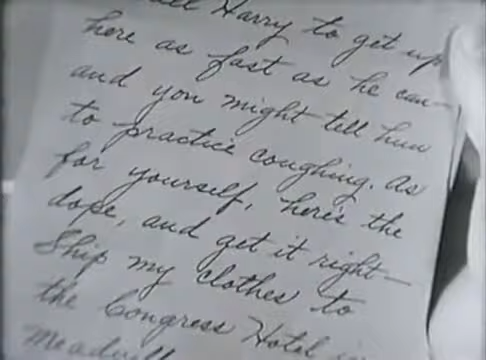 Harry to get up
here as fast as he can—
and you might tell him
to practice coughing. As
for yourself, here's the
dope, and get it right—
Ship my clothes to
the Congress Hotel in